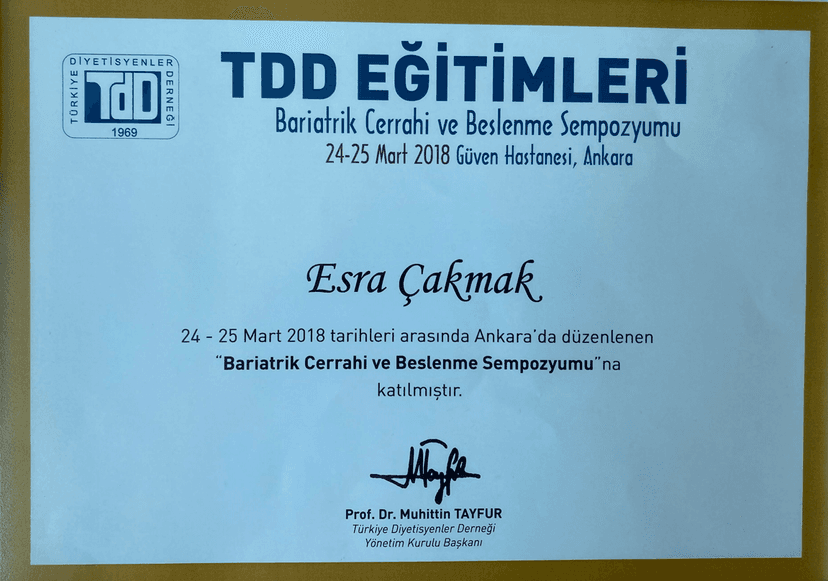 TÜRKİYE DİYETİSYENLER DERNEĞİ
TDD
1969
TDD EĞİTİMLERİ
Bariatrik Cerrahi ve Beslenme Sempozyumu
24-25 Mart 2018 Güven Hastanesi, Ankara
Esra Çakmak
24 - 25 Mart 2018 tarihleri arasında Ankara'da düzenlenen
"Bariatrik Cerrahi ve Beslenme Sempozyumu"na
katılmıştır.
Prof. Dr. Muhittin TAYFUR
Türkiye Diyetisyenler Derneği
Yönetim Kurulu Başkanı